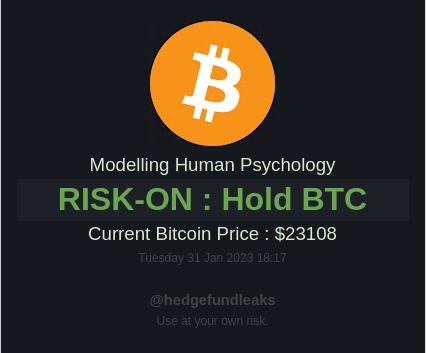 Modelling Human Psychology
RISK-ON : Hold BTC
Current Bitcoin Price : $23108
Tuesday 31 Jan 2023 18:17
@hedgefundleaks
Use at your own risk.